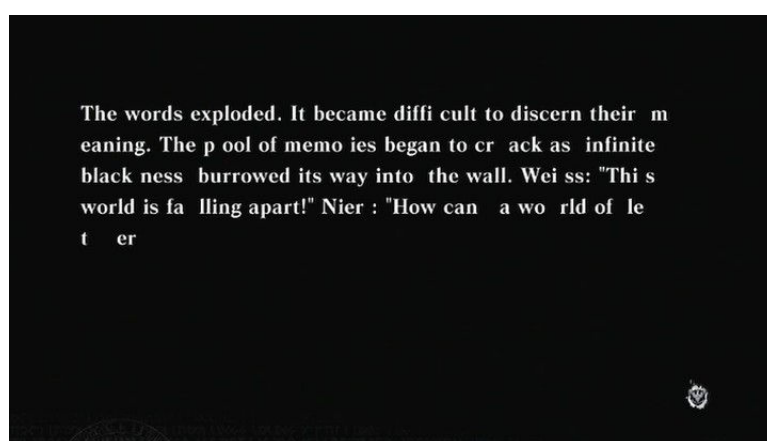 The words exploded. It became diffi cult to discern their  m
eaning. The p ool of memo ies began to cr  ack as  infinite
black ness  burrowed its way into  the wall. Wei ss: "Thi s
world is fa  lling apart!" Nier : "How can   a wo  rld of  le
t    er